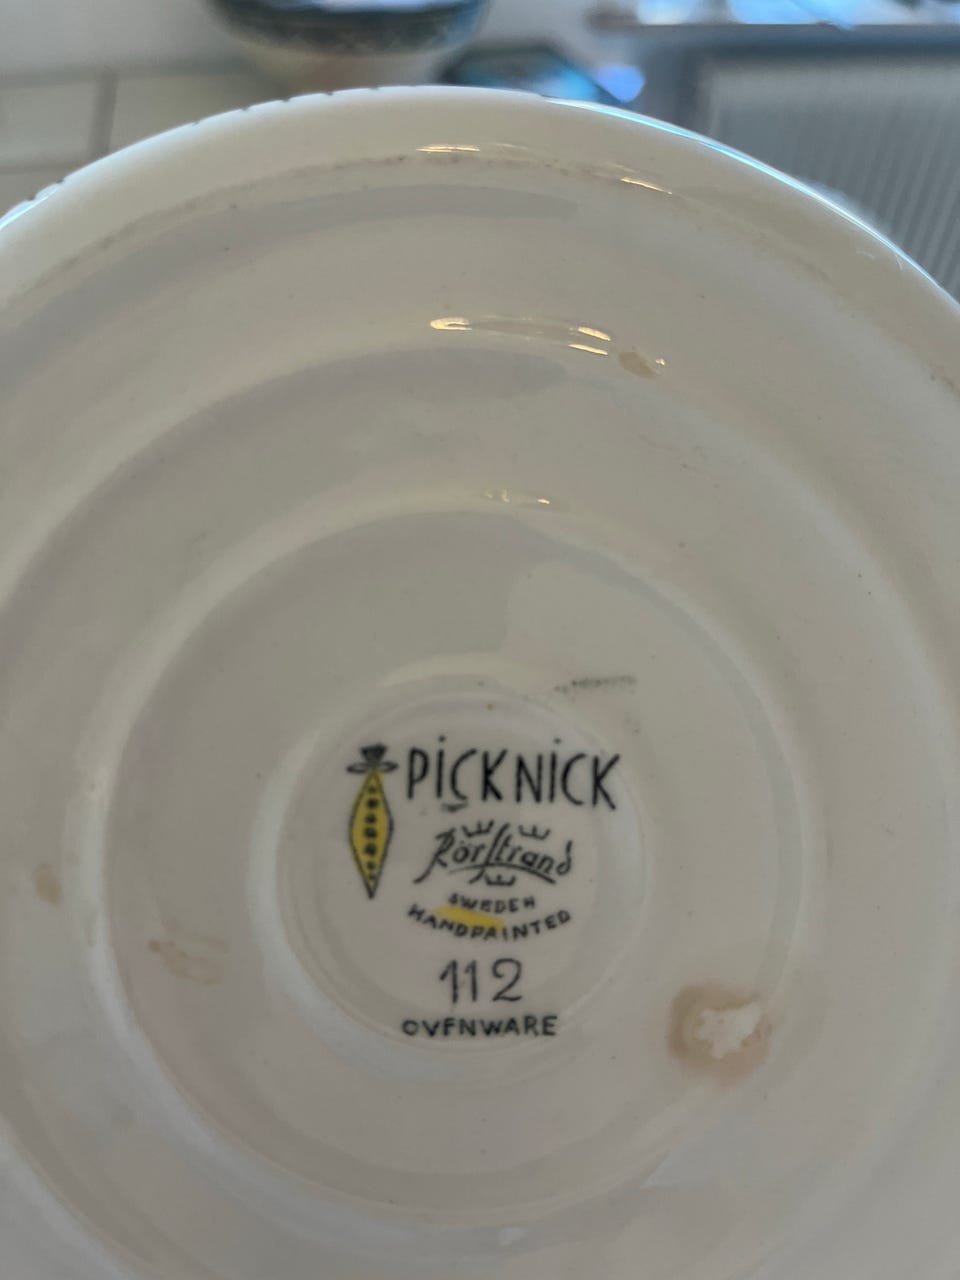 PICKNICK
Rörstrand
SWEDEN
HANDPAINTED
112
OVENWARE